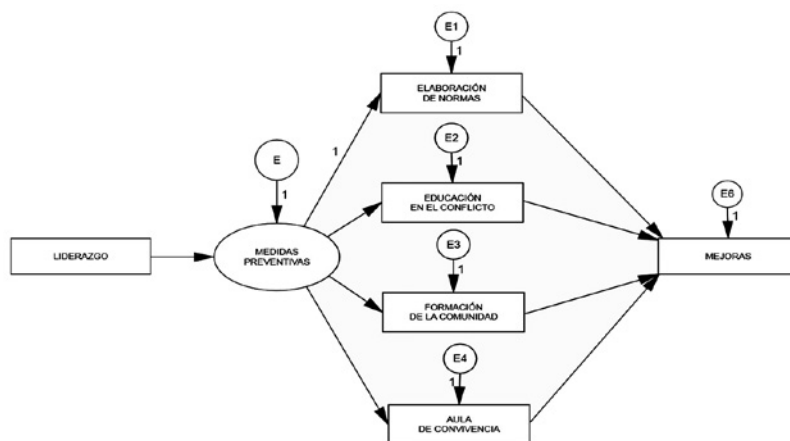 E1
1
ELABORACIÓN
DE NORMAS
1
E2
1
E
1
EDUCACIÓN
EN EL CONFLICTO
E6
1
LIDERAZGO
MEDIDAS
PREVENTIVAS
E3
1
MEJORAS
FORMACIÓN
DE LA COMUNIDAD
E4
1
AULA
DE CONVIVENCIA